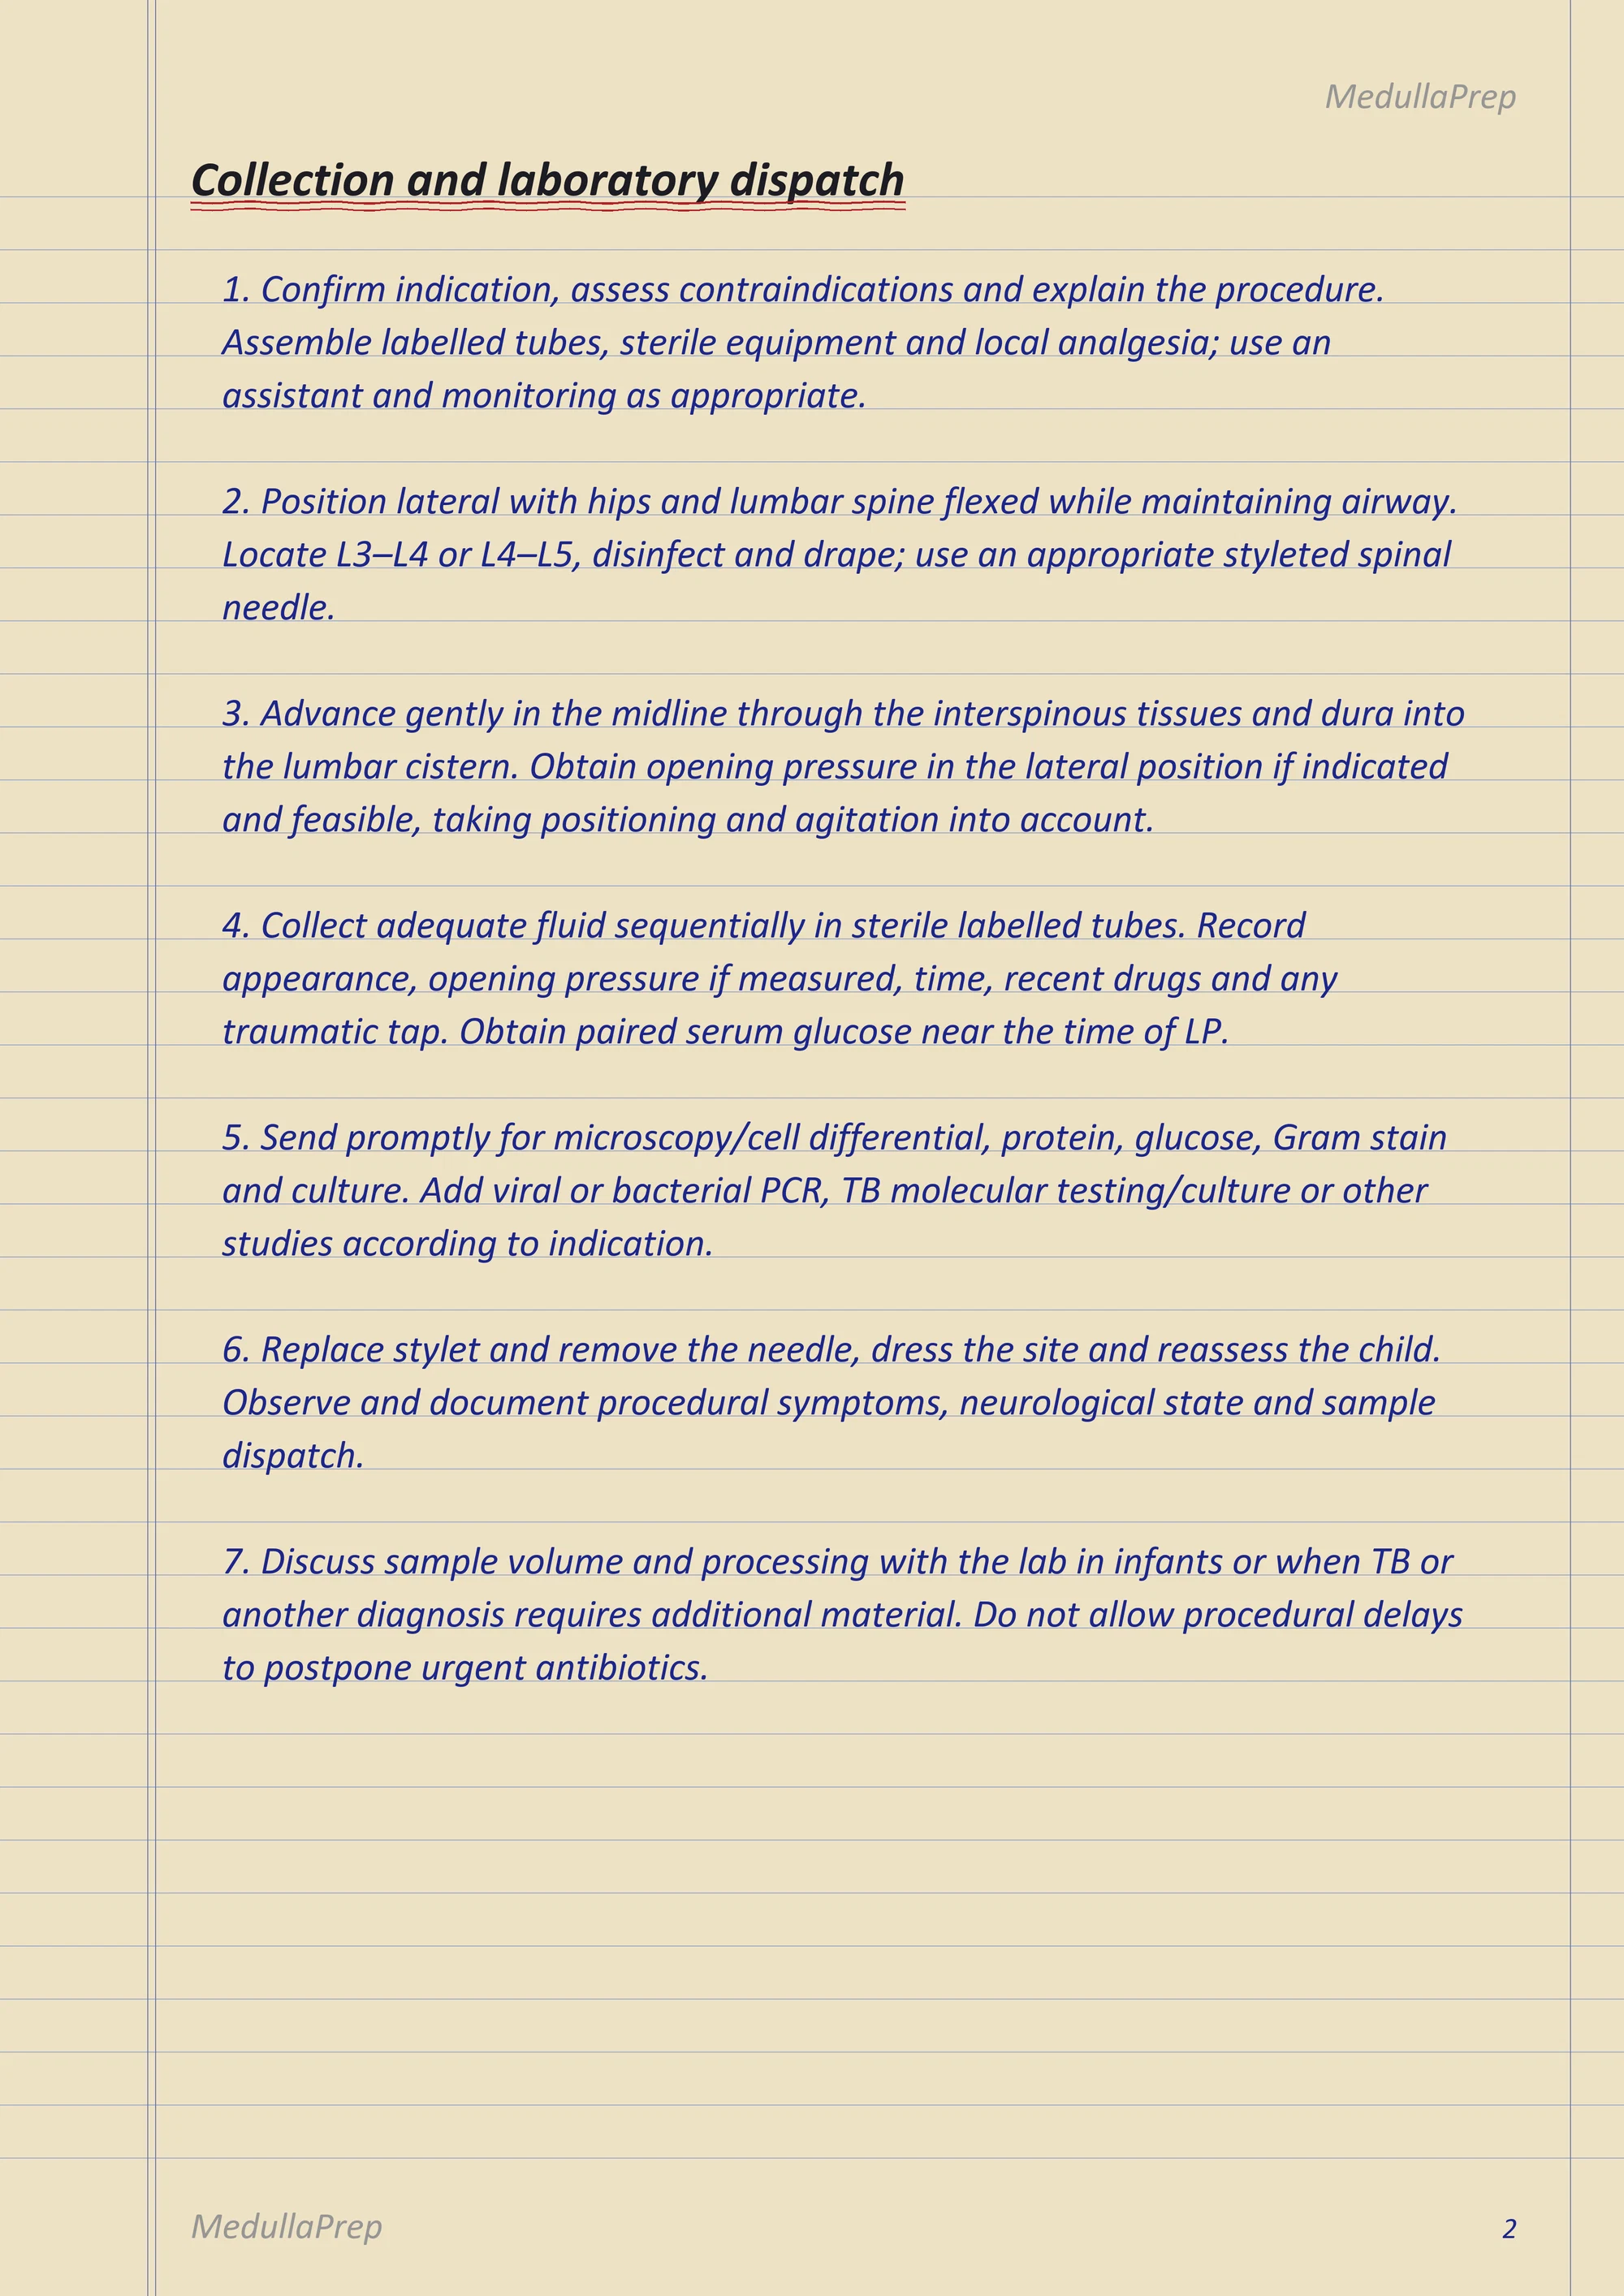 MedullaPrep
Collection and laboratory dispatch
1. Confirm indication, assess contraindications and explain the procedure.
Assemble labelled tubes, sterile equipment and local analgesia; use an
assistant and monitoring as appropriate.
2. Position lateral with hips and lumbar spine flexed while maintaining airway.
Locate L3–L4 or L4–L5, disinfect and drape; use an appropriate styleted spinal
needle.
3. Advance gently in the midline through the interspinous tissues and dura into
the lumbar cistern. Obtain opening pressure in the lateral position if indicated
and feasible, taking positioning and agitation into account.
4. Collect adequate fluid sequentially in sterile labelled tubes. Record
appearance, opening pressure if measured, time, recent drugs and any
traumatic tap. Obtain paired serum glucose near the time of LP.
5. Send promptly for microscopy/cell differential, protein, glucose, Gram stain
and culture. Add viral or bacterial PCR, TB molecular testing/culture or other
studies according to indication.
6. Replace stylet and remove the needle, dress the site and reassess the child.
Observe and document procedural symptoms, neurological state and sample
dispatch.
7. Discuss sample volume and processing with the lab in infants or when TB or
another diagnosis requires additional material. Do not allow procedural delays
to postpone urgent antibiotics.
MedullaPrep
2